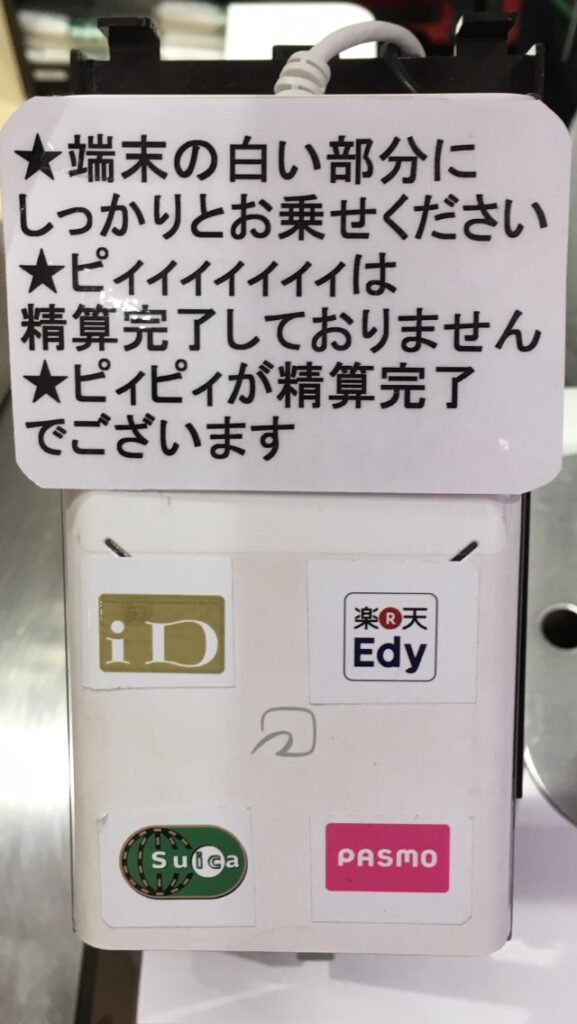 ★端末の白い部分に
しっかりとお乗せください
★ピィィィィィィィは
精算完了しておりません
★ピィピィが精算完了
でございます
iD
楽R天
Edy
Suica
PASMO